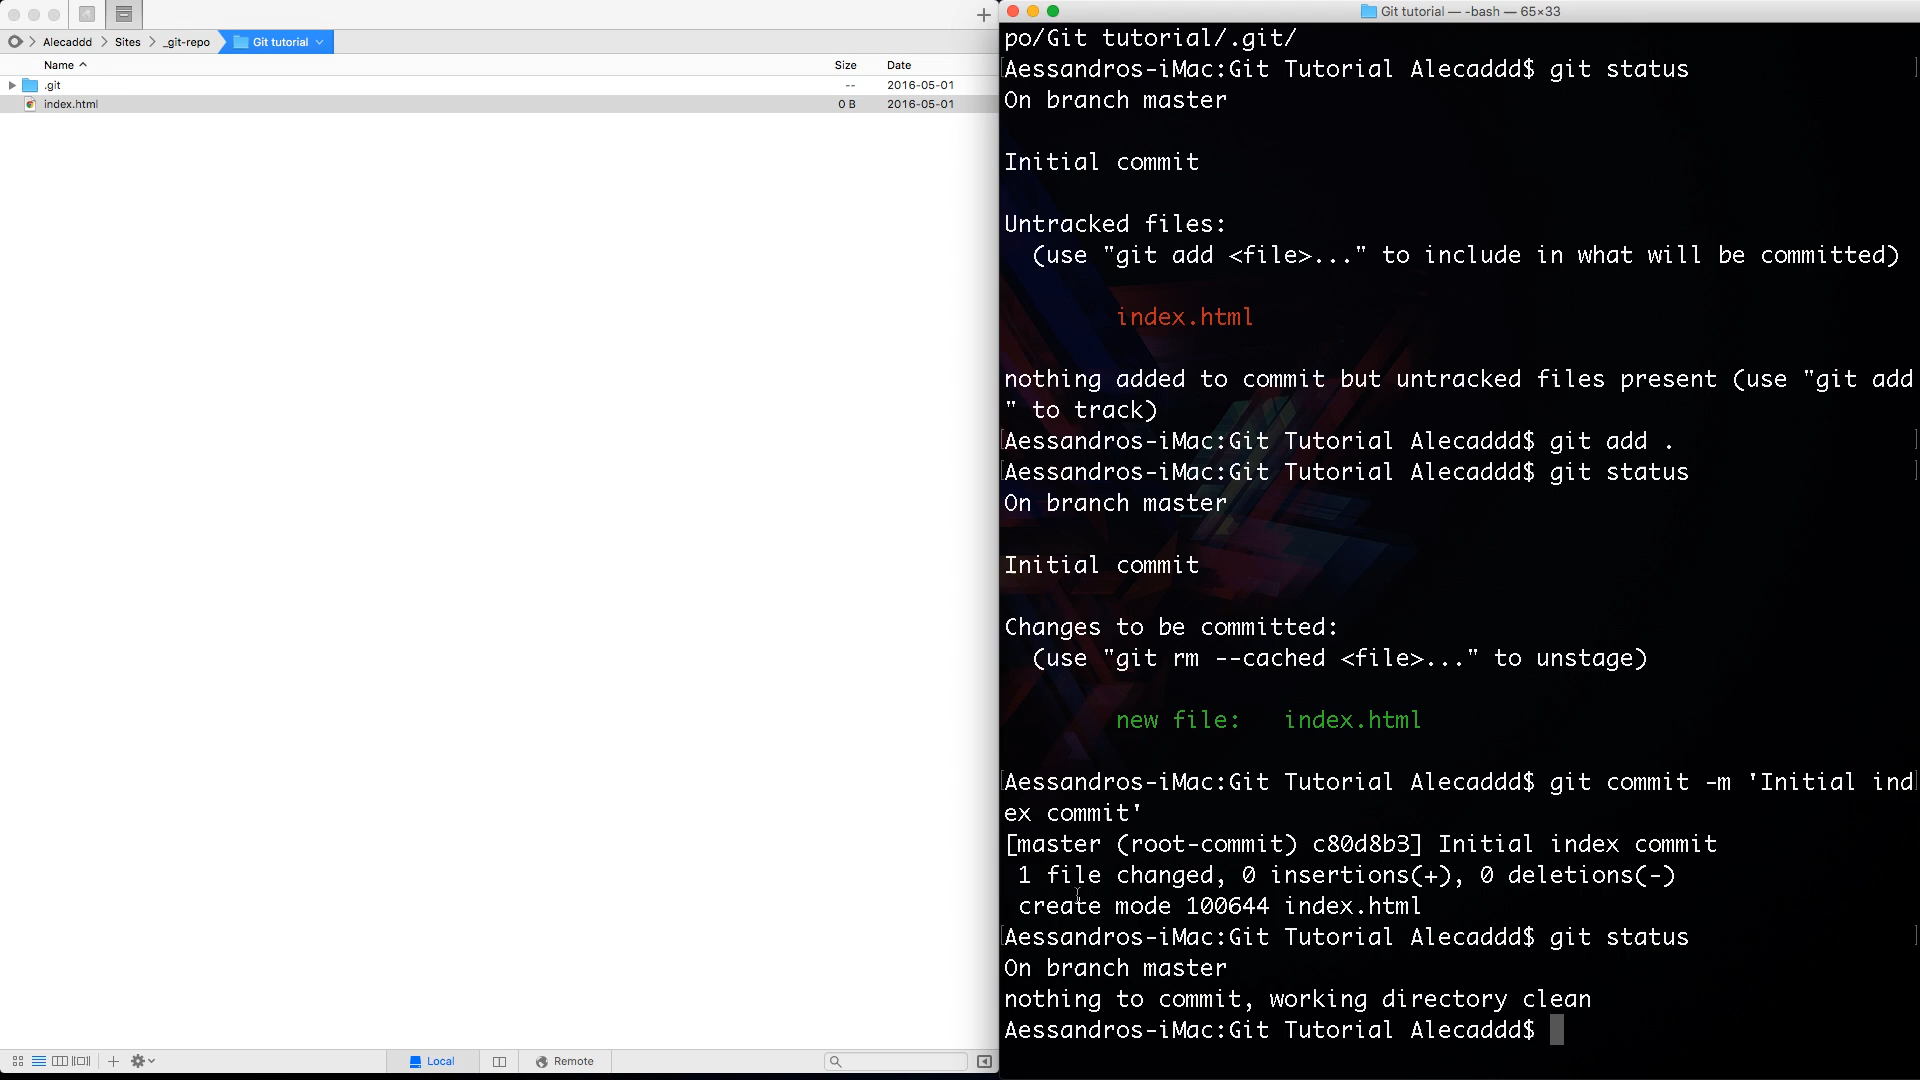 Alecaddd
Sites
_git-repo
Git tutorial
Name
Size
Date
.git
--
2016-05-01
index.html
0 B
2016-05-01
Local
Remote
Git tutorial — -bash — 65×33
po/Git tutorial/.git/
Aessandros-iMac:Git Tutorial Alecaddd$ git status
On branch master
Initial commit
Untracked files:
(use "git add <file>..." to include in what will be committed)
index.html
nothing added to commit but untracked files present (use "git add
" to track)
Aessandros-iMac:Git Tutorial Alecaddd$ git add .
Aessandros-iMac:Git Tutorial Alecaddd$ git status
On branch master
Initial commit
Changes to be committed:
(use "git rm --cached <file>..." to unstage)
new file:   index.html
Aessandros-iMac:Git Tutorial Alecaddd$ git commit -m 'Initial ind
ex commit'
[master (root-commit) c80d8b3] Initial index commit
1 file changed, 0 insertions(+), 0 deletions(-)
create mode 100644 index.html
Aessandros-iMac:Git Tutorial Alecaddd$ git status
On branch master
nothing to commit, working directory clean
Aessandros-iMac:Git Tutorial Alecaddd$